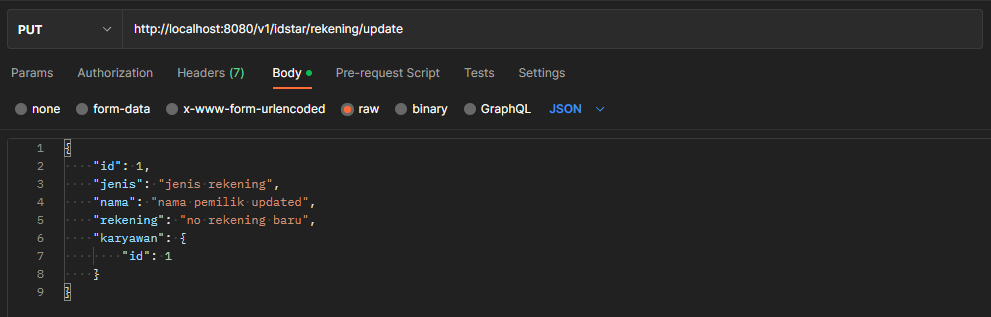 PUT http://localhost:8080/v1/idstar/rekening/update
Params Authorization Headers (7) Body Pre-request Script Tests Settings
none form-data x-www-form-urlencoded raw binary GraphQL JSON
1 {
2 "id": 1,
3 "jenis": "jenis rekening",
4 "nama": "nama pemilik updated",
5 "rekening": "no rekening baru",
6 "karyawan": {
7 "id": 1
8 }
9 }